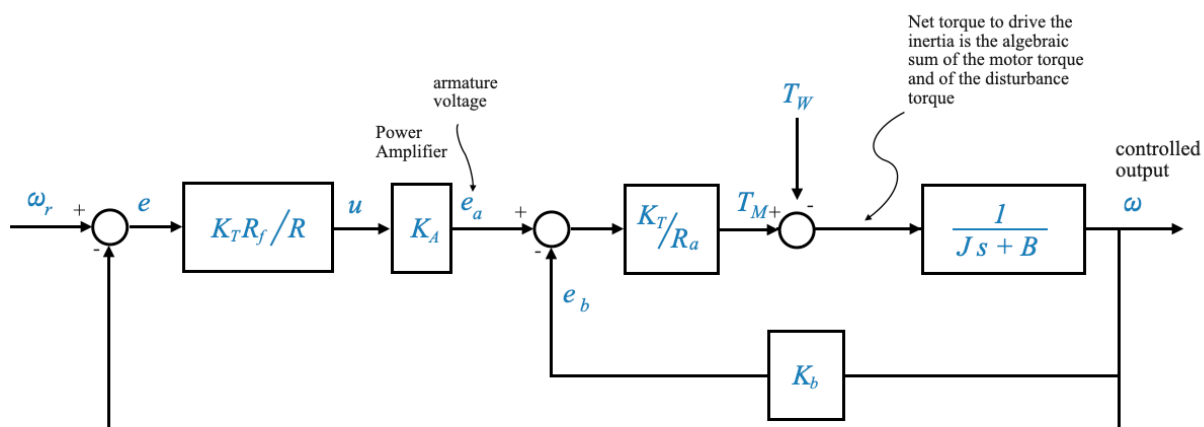 Net torque to drive the
inertia is the algebraic
sum of the motor torque
and of the disturbance
torque
armature
voltage
T_W
Power
Amplifier
controlled
output
ω_r
+
-
e
K_T R_f / R
u
K_A
e_a
+
-
K_T / R_a
T_M +
-
1
J s + B
ω
e_b
K_b